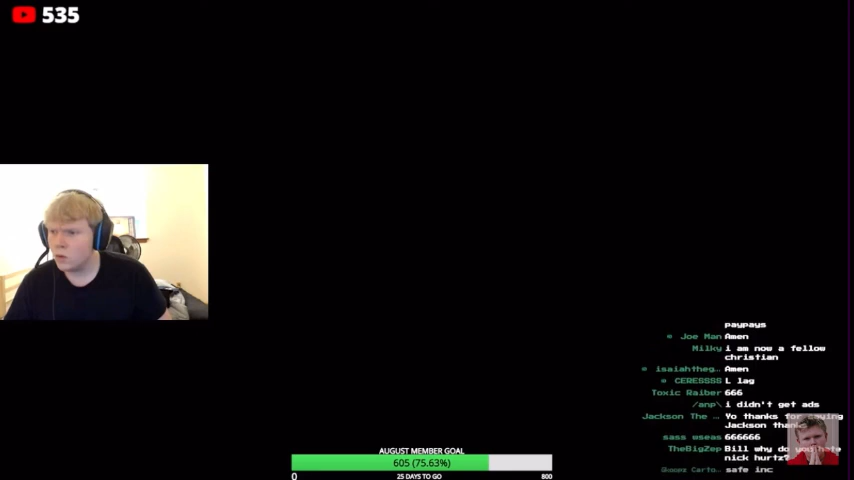 535
paypays
Joe Man Amen
Milky i am now a fellow
christian
isaiahtheg… Amen
CERESSSS L lag
Toxic Raiber 666
/anp\ i didn't get ads
Jackson The … Yo thanks for saying
Jackson thank
sass wseas 666666
TheBigZep Bill why do you hate
nick hurtz?
safe inc
AUGUST MEMBER GOAL
605 (75.63%)
0 25 DAYS TO GO 800